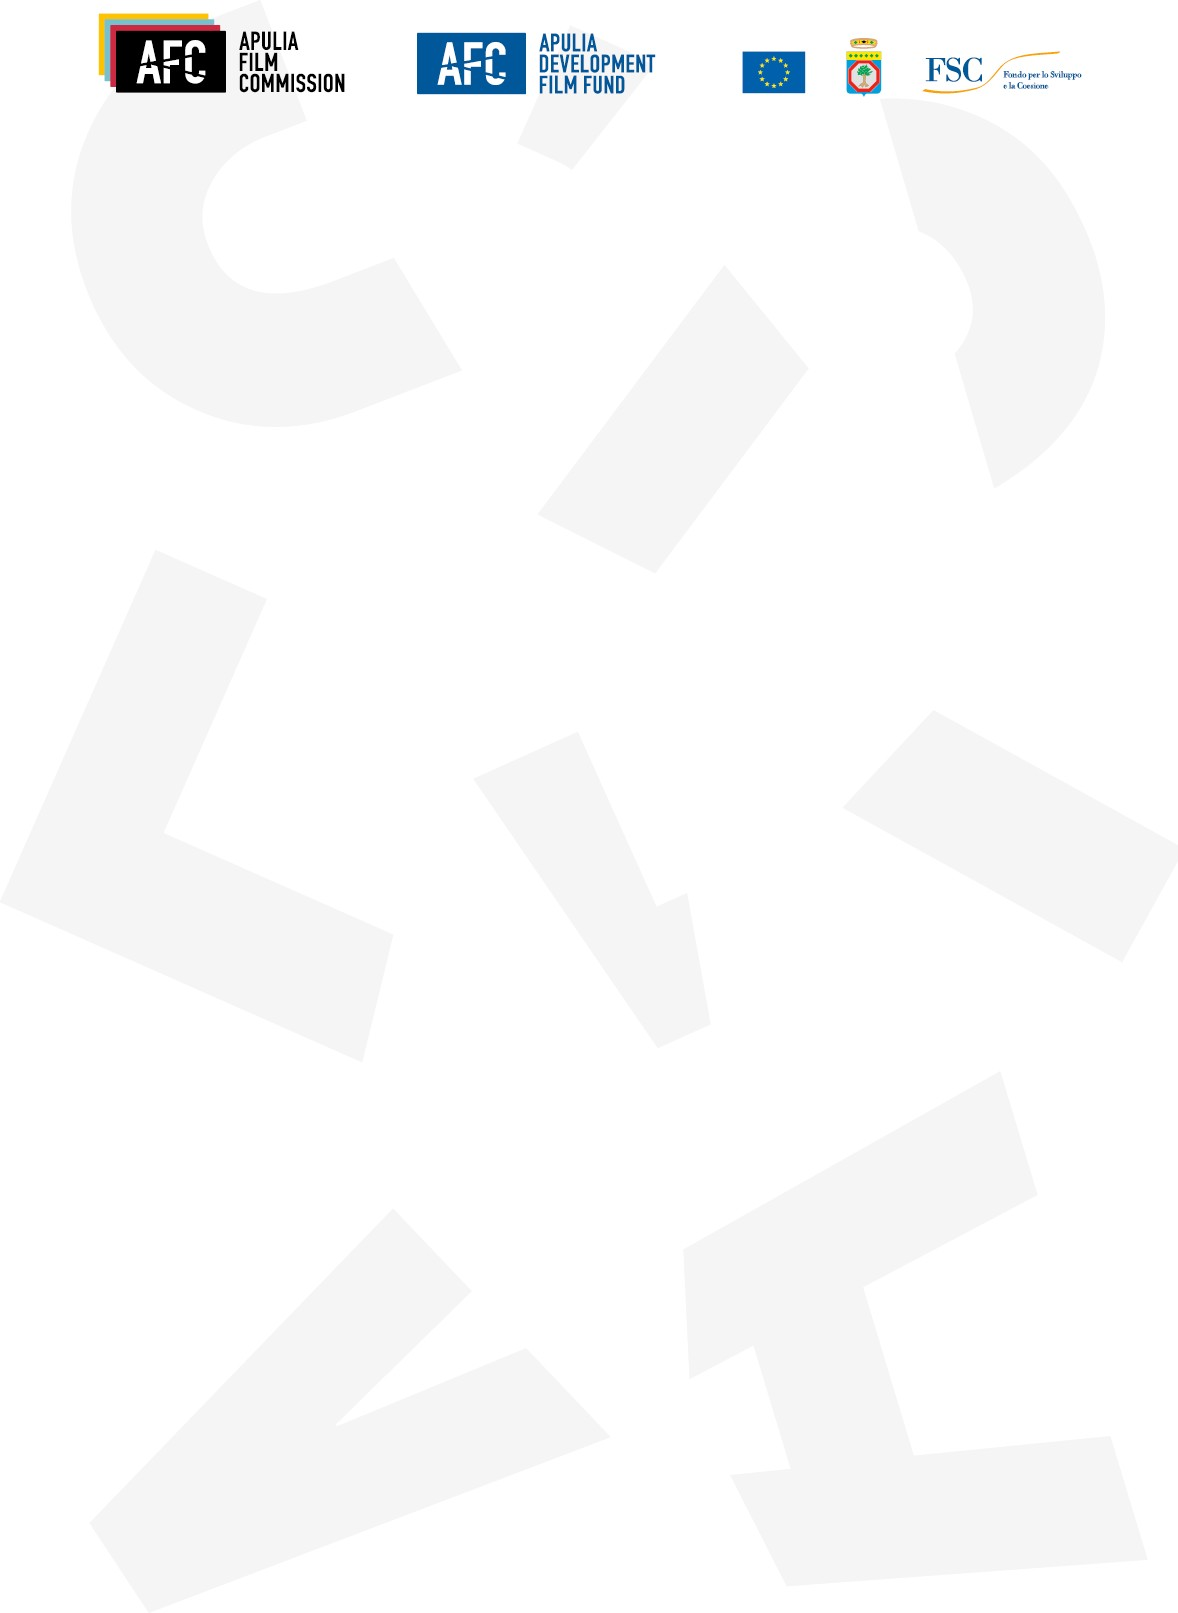 AFC
APULIA
FILM
COMMISSION
AFC
APULIA
DEVELOPMENT
FILM FUND
FSC
Fondo per lo Sviluppo
e la Coesione